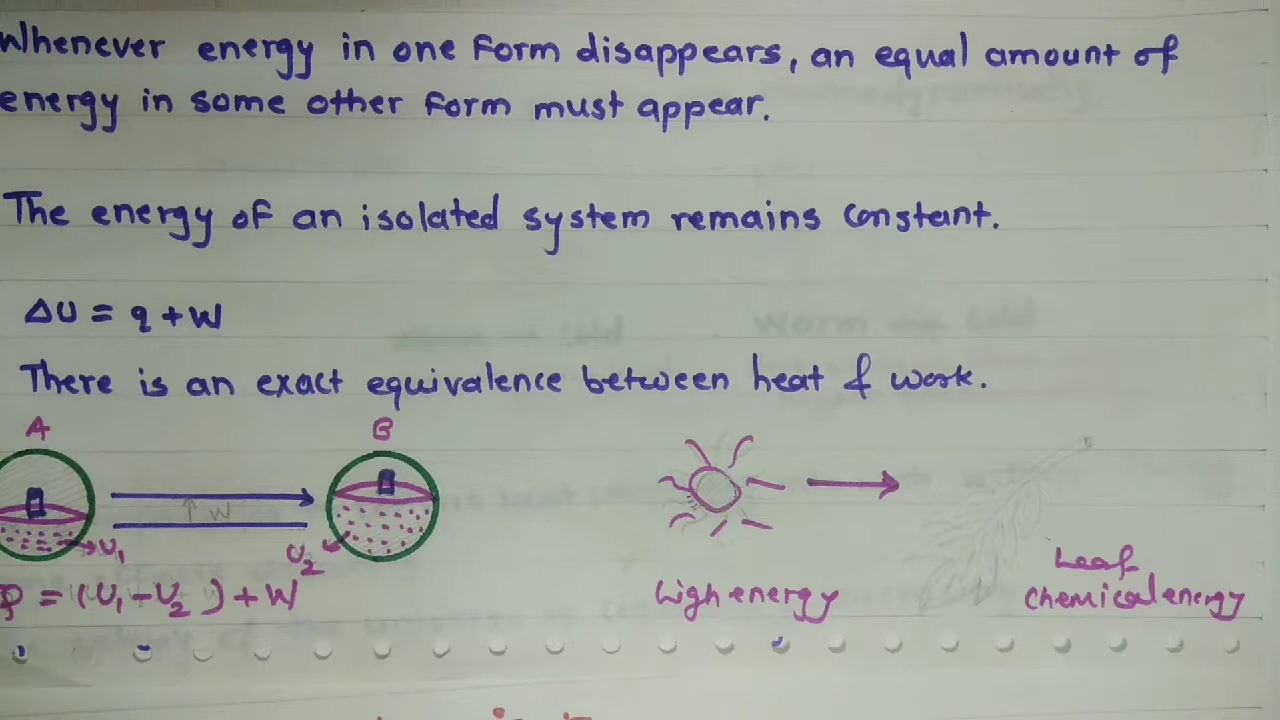 Whenever energy in one form disappears, an equal amount of
energy in some other form must appear.
The energy of an isolated system remains constant.
ΔU = q + W
There is an exact equivalence between heat & work.
A
B
↑ W
U₁
U₂
= (U₁ - U₂) + W
high energy
Leaf
chemical energy